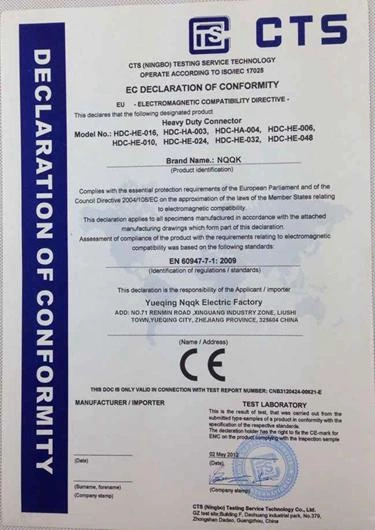 CTS
CTS (NINGBO) TESTING SERVICE TECHNOLOGY
OPERATE ACCORDING TO ISO/IEC 17025
EC DECLARATION OF CONFORMITY
EU - ELECTROMAGNETIC COMPATIBILITY DIRECTIVE -
This declares that the following designated product
Heavy Duty Connector
Model No.: HDC-HE-016, HDC-HA-003, HDC-HA-004, HDC-HE-006,
HDC-HE-010, HDC-HE-024, HDC-HE-032, HDC-HE-048
Brand Name.: NQQK
(Product identification)
Complies with the essential protection requirements of the European Parliament and of the
Council Directive 2004/108/EC on the approximation of the laws of the Member States relating
to electromagnetic compatibility.
This declaration applies to all specimens manufactured in accordance with the attached
manufacturing drawings which form part of this declaration.
Assessment of compliance of the product with the requirements relating to electromagnetic
compatibility was based on the following standards:
EN 60947-7-1: 2009
(Identification of regulations / standards)
This declaration is the responsibility of the Applicant / importer
Yueqing Nqqk Electric Factory
ADD: NO.71 RENMIN ROAD ,XINGUANG INDUSTRY ZONE, LIUSHI
TOWN,YUEQING CITY, ZHEJIANG PROVINCE, 325604 CHINA
(Name / Address)
CE
THIS DOC IS ONLY VALID IN CONNECTION WITH TEST REPORT NUMBER: CNB3120424-00621-E
MANUFACTURER / IMPORTER
TEST LABORATORY
This is the result of test, that was carried out from the
submitted type-samples of a product in conformity with the
specification of the respective standards.
The declaration holder has the right to fix the CE-mark for
EMC on the product complying with the inspection sample
02 May 2012
(Date)
(Date)
(Surname, forename)
(Company stamp)
(Company stamp)
CTS (Ningbo) Testing Service Technology Co., Ltd.
GZ test site:Building F, Dashuang industrial park, No.379,
Zhongshan Dadao, Guangzhou, China
DECLARATION OF CONFORMITY